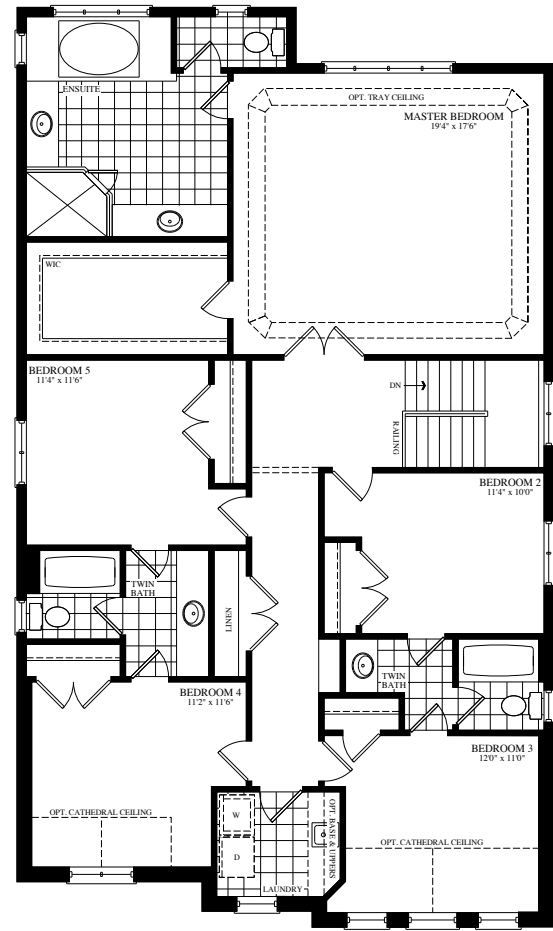 ENSUITE
OPT. TRAY CEILING
MASTER BEDROOM
19'4" x 17'6"
WIC
BEDROOM 5
11'4" x 11'6"
DN
RAILING
BEDROOM 2
11'4" x 10'0"
TWIN
BATH
LINEN
TWIN
BATH
BEDROOM 4
11'2" x 11'6"
BEDROOM 3
12'0" x 11'0"
OPT. CATHEDRAL CEILING
W
D
OPT. BASE & UPPERS
OPT. CATHEDRAL CEILING
LAUNDRY